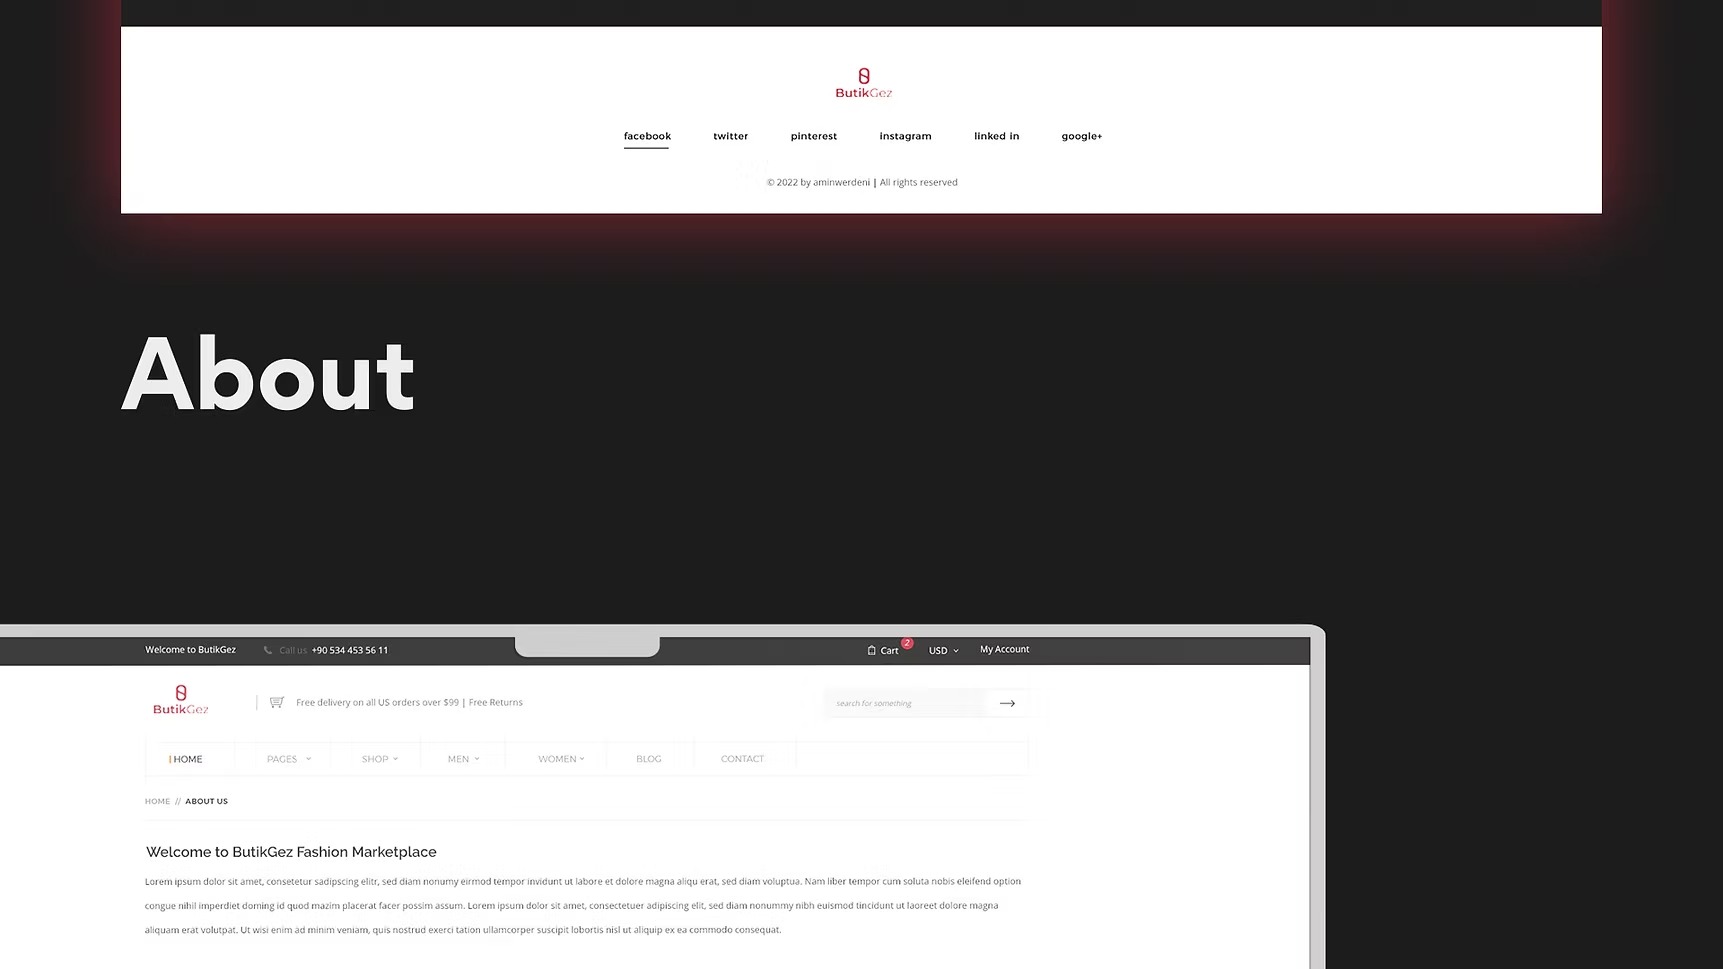 ButikGez
facebook twitter pinterest instagram linked in google+
© 2022 by aminwerdeni | All rights reserved
About
Welcome to ButikGez Call us +90 534 453 56 11 Cart 2 USD My Account
ButikGez
Free delivery on all US orders over $99 | Free Returns
search for something
HOME PAGES SHOP MEN WOMEN BLOG CONTACT
HOME // ABOUT US
Welcome to ButikGez Fashion Marketplace
Lorem ipsum dolor sit amet, consetetur sadipscing elitr, sed diam nonumy eirmod tempor invidunt ut labore et dolore magna aliqu erat, sed diam voluptua. Nam liber tempor cum soluta nobis eleifend option
congue nihil imperdiet doming id quod mazim placerat facer possim assum. Lorem ipsum dolor sit amet, consectetuer adipiscing elit, sed diam nonummy nibh euismod tincidunt ut laoreet dolore magna
aliquam erat volutpat. Ut wisi enim ad minim veniam, quis nostrud exerci tation ullamcorper suscipit lobortis nisl ut aliquip ex ea commodo consequat.